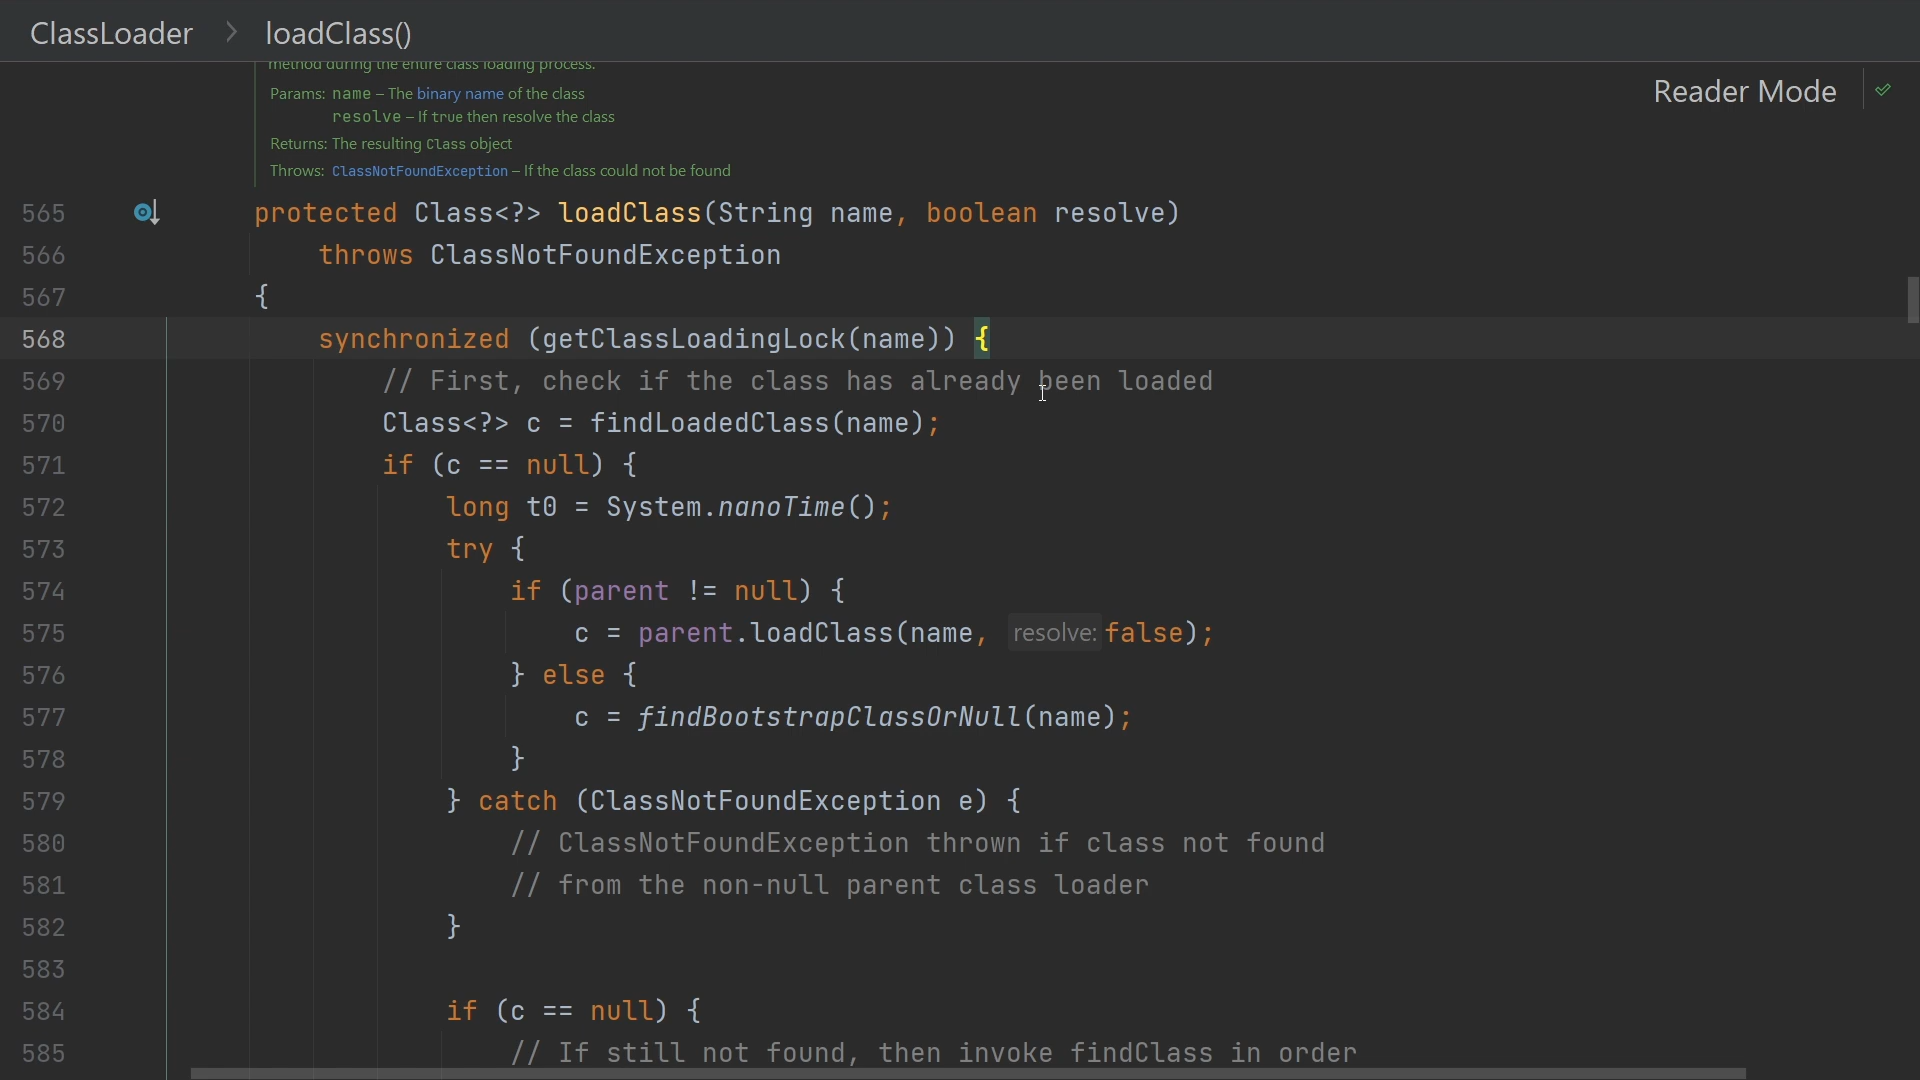 ClassLoader > loadClass()
method during the entire class loading process.
Reader Mode
Params: name – The binary name of the class
resolve – If true then resolve the class
Returns: The resulting Class object
Throws: ClassNotFoundException – If the class could not be found
565 protected Class<?> loadClass(String name, boolean resolve)
566 throws ClassNotFoundException
567 {
568 synchronized (getClassLoadingLock(name)) {
569 // First, check if the class has already been loaded
570 Class<?> c = findLoadedClass(name);
571 if (c == null) {
572 long t0 = System.nanoTime();
573 try {
574 if (parent != null) {
575 c = parent.loadClass(name, resolve: false);
576 } else {
577 c = findBootstrapClassOrNull(name);
578 }
579 } catch (ClassNotFoundException e) {
580 // ClassNotFoundException thrown if class not found
581 // from the non-null parent class loader
582 }
583
584 if (c == null) {
585 // If still not found, then invoke findClass in order